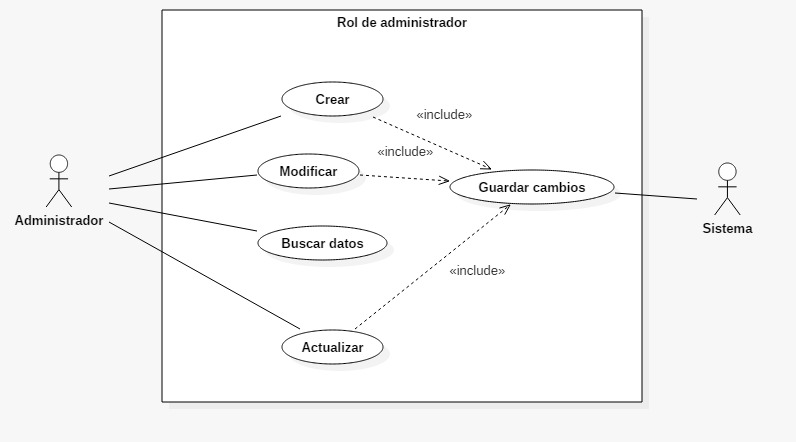 Rol de administrador
Crear
«include»
«include»
Modificar
Guardar cambios
Administrador
Sistema
Buscar datos
«include»
Actualizar